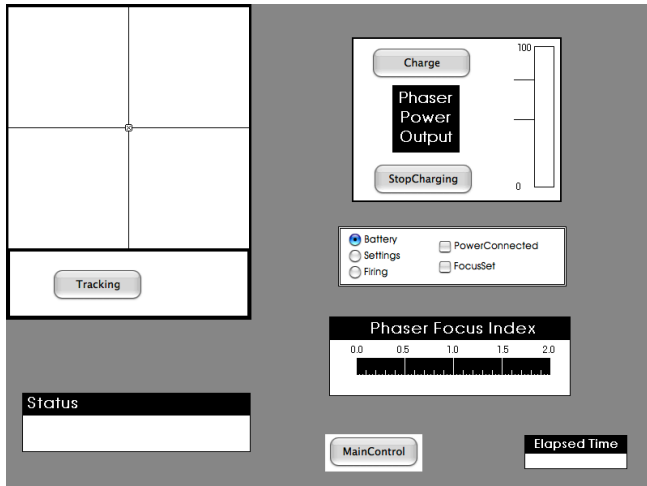 100
Charge
Phaser
Power
Output
StopCharging
0
Battery
PowerConnected
Settings
FocusSet
Firing
Tracking
Phaser Focus Index
0.0 0.5 1.0 1.5 2.0
Status
MainControl
Elapsed Time